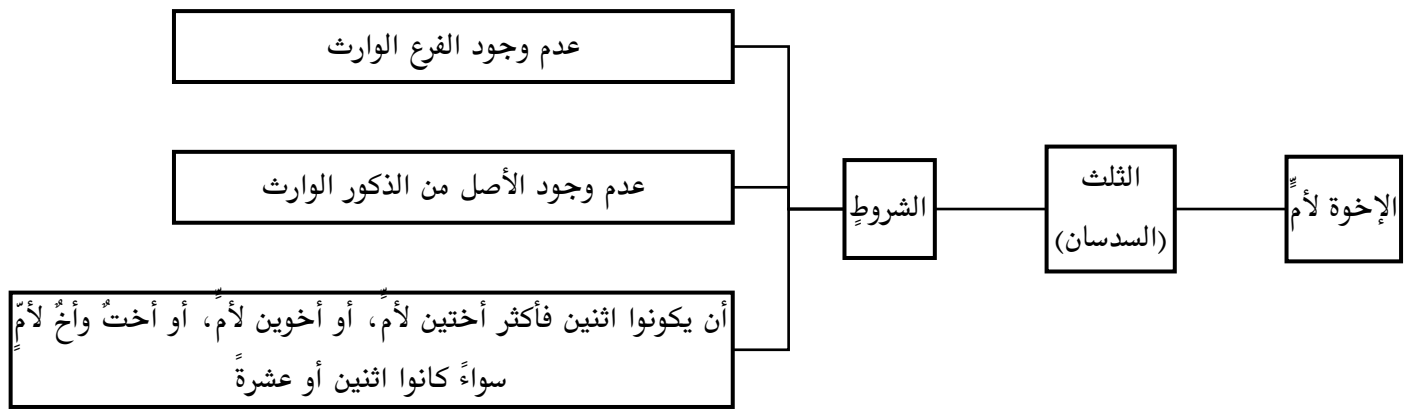 الإخوة لأمٍّ
الثلث
(السدسان)
الشروطٍ
عدم وجود الفرع الوارث
عدم وجود الأصل من الذكور الوارث
أن يكونوا اثنين فأكثر أختين لأمٍّ، أو أخوين لأمٍّ، أو أختٌ وأخٌ لأمٍّ
سواءً كانوا اثنين أو عشرةً